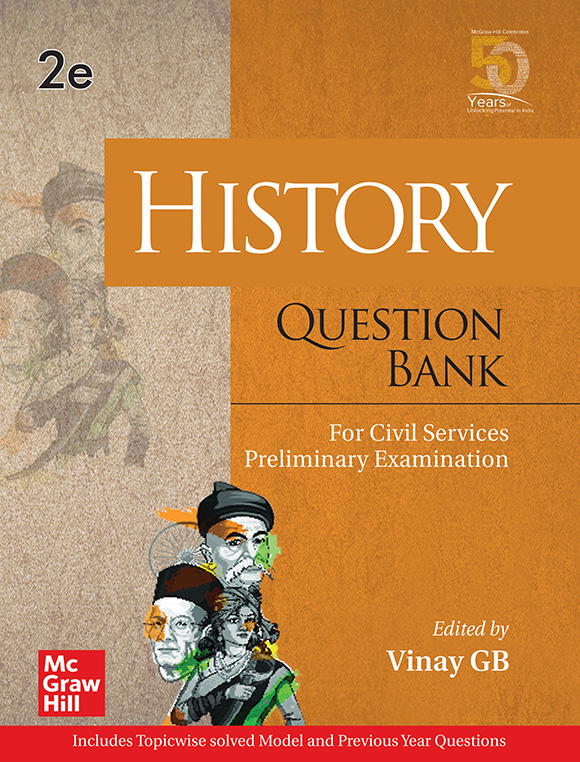 2e
McGraw Hill Celebrates
50
Years of
Unlocking Potential in India
HISTORY
QUESTION
BANK
For Civil Services
Preliminary Examination
Edited by
Vinay GB
Mc
Graw
Hill
Includes Topicwise solved Model and Previous Year Questions